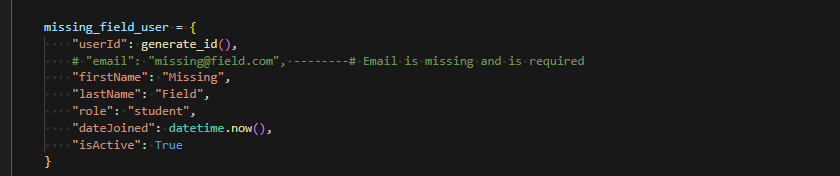 missing_field_user = {
    "userId": generate_id(),
    # "email": "missing@field.com", --------# Email is missing and is required
    "firstName": "Missing",
    "lastName": "Field",
    "role": "student",
    "dateJoined": datetime.now(),
    "isActive": True
}